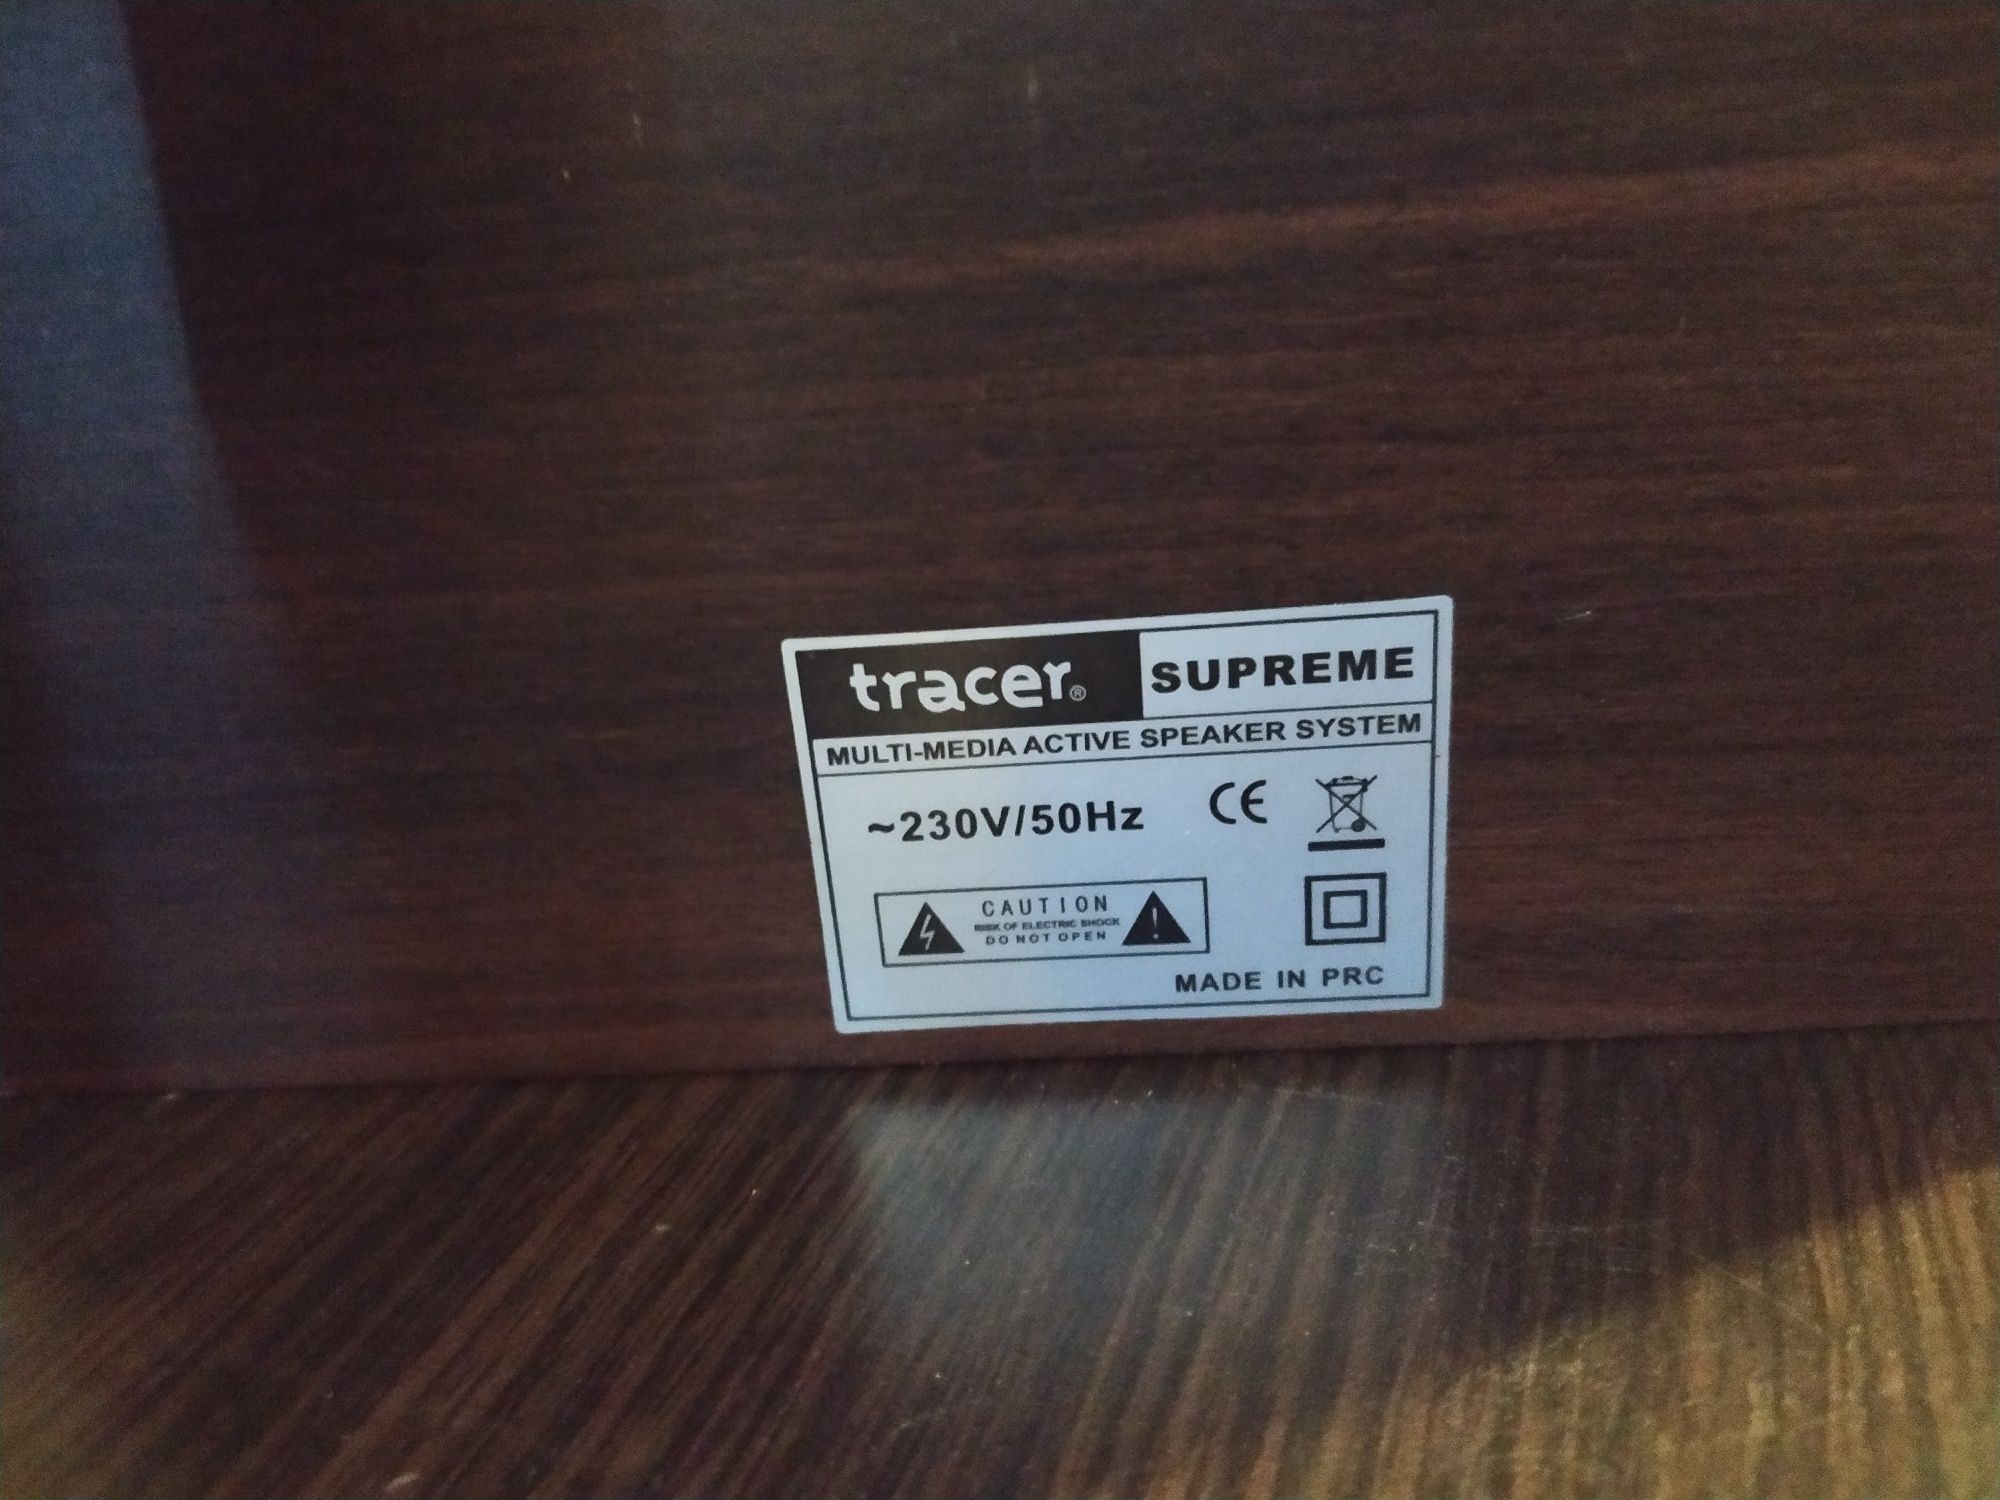 tracer® SUPREME
MULTI-MEDIA ACTIVE SPEAKER SYSTEM
~230V/50Hz CE
CAUTION
RISK OF ELECTRIC SHOCK
DO NOT OPEN
MADE IN PRC